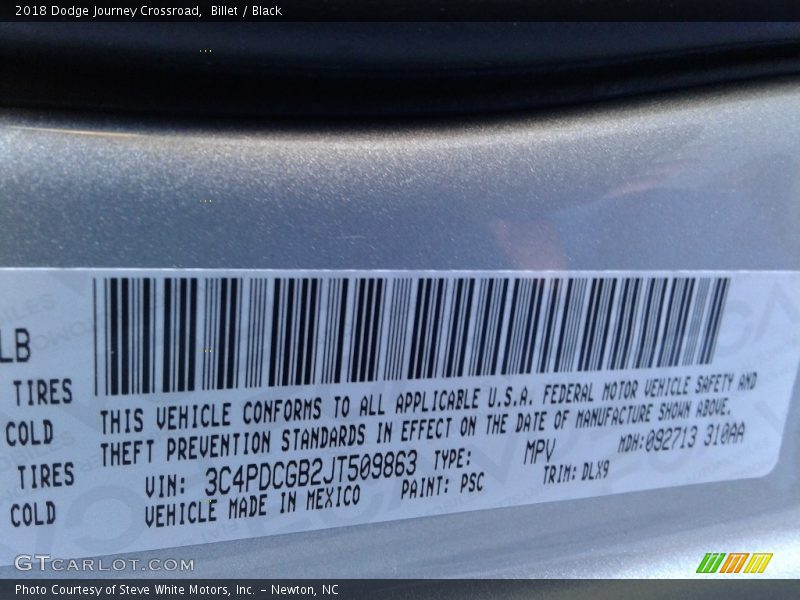 2018 Dodge Journey Crossroad, Billet / Black
LB
TIRES
COLD
TIRES
COLD
THIS VEHICLE CONFORMS TO ALL APPLICABLE U.S.A. FEDERAL MOTOR VEHICLE SAFETY AND
THEFT PREVENTION STANDARDS IN EFFECT ON THE DATE OF MANUFACTURE SHOWN ABOVE.
VIN: 3C4PDCGB2JT509863 TYPE: MPV MDH:092713 310AA
VEHICLE MADE IN MEXICO PAINT: PSC TRIM: DLX9
GTCARLOT.COM
Photo Courtesy of Steve White Motors, Inc. – Newton, NC